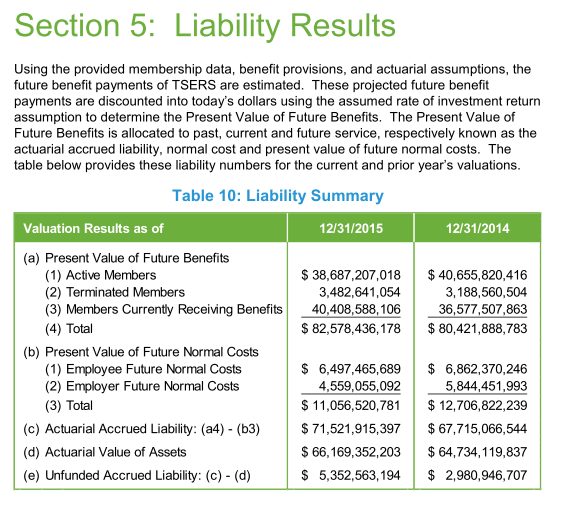 Section 5: Liability Results
Using the provided membership data, benefit provisions, and actuarial assumptions, the
future benefit payments of TSERS are estimated. These projected future benefit
payments are discounted into today's dollars using the assumed rate of investment return
assumption to determine the Present Value of Future Benefits. The Present Value of
Future Benefits is allocated to past, current and future service, respectively known as the
actuarial accrued liability, normal cost and present value of future normal costs. The
table below provides these liability numbers for the current and prior year's valuations.
Table 10: Liability Summary
Valuation Results as of 12/31/2015 12/31/2014
(a) Present Value of Future Benefits
(1) Active Members $ 38,687,207,018 $ 40,655,820,416
(2) Terminated Members 3,482,641,054 3,188,560,504
(3) Members Currently Receiving Benefits 40,408,588,106 36,577,507,863
(4) Total $ 82,578,436,178 $ 80,421,888,783
(b) Present Value of Future Normal Costs
(1) Employee Future Normal Costs $ 6,497,465,689 $ 6,862,370,246
(2) Employer Future Normal Costs 4,559,055,092 5,844,451,993
(3) Total $ 11,056,520,781 $ 12,706,822,239
(c) Actuarial Accrued Liability: (a4) - (b3) $ 71,521,915,397 $ 67,715,066,544
(d) Actuarial Value of Assets $ 66,169,352,203 $ 64,734,119,837
(e) Unfunded Accrued Liability: (c) - (d) $ 5,352,563,194 $ 2,980,946,707